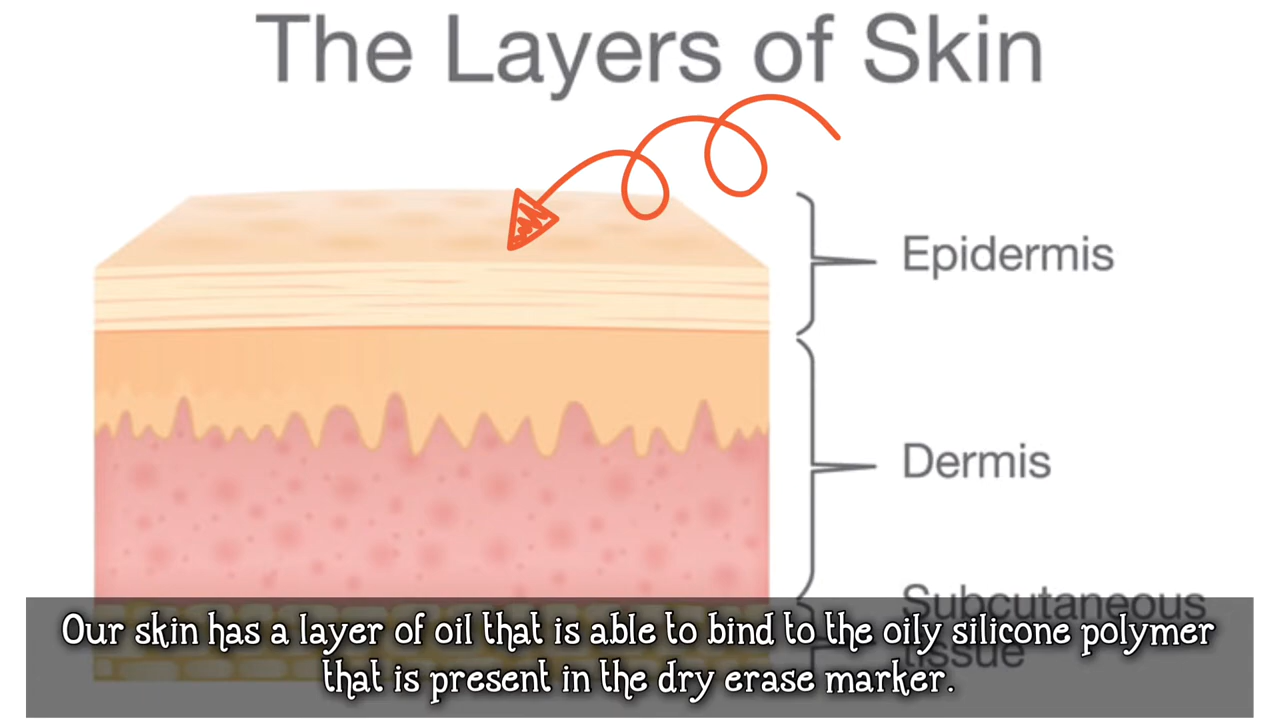 The Layers of Skin
Epidermis
Dermis
Subcutaneous
tissue
Our skin has a layer of oil that is able to bind to the oily silicone polymer
that is present in the dry erase marker.